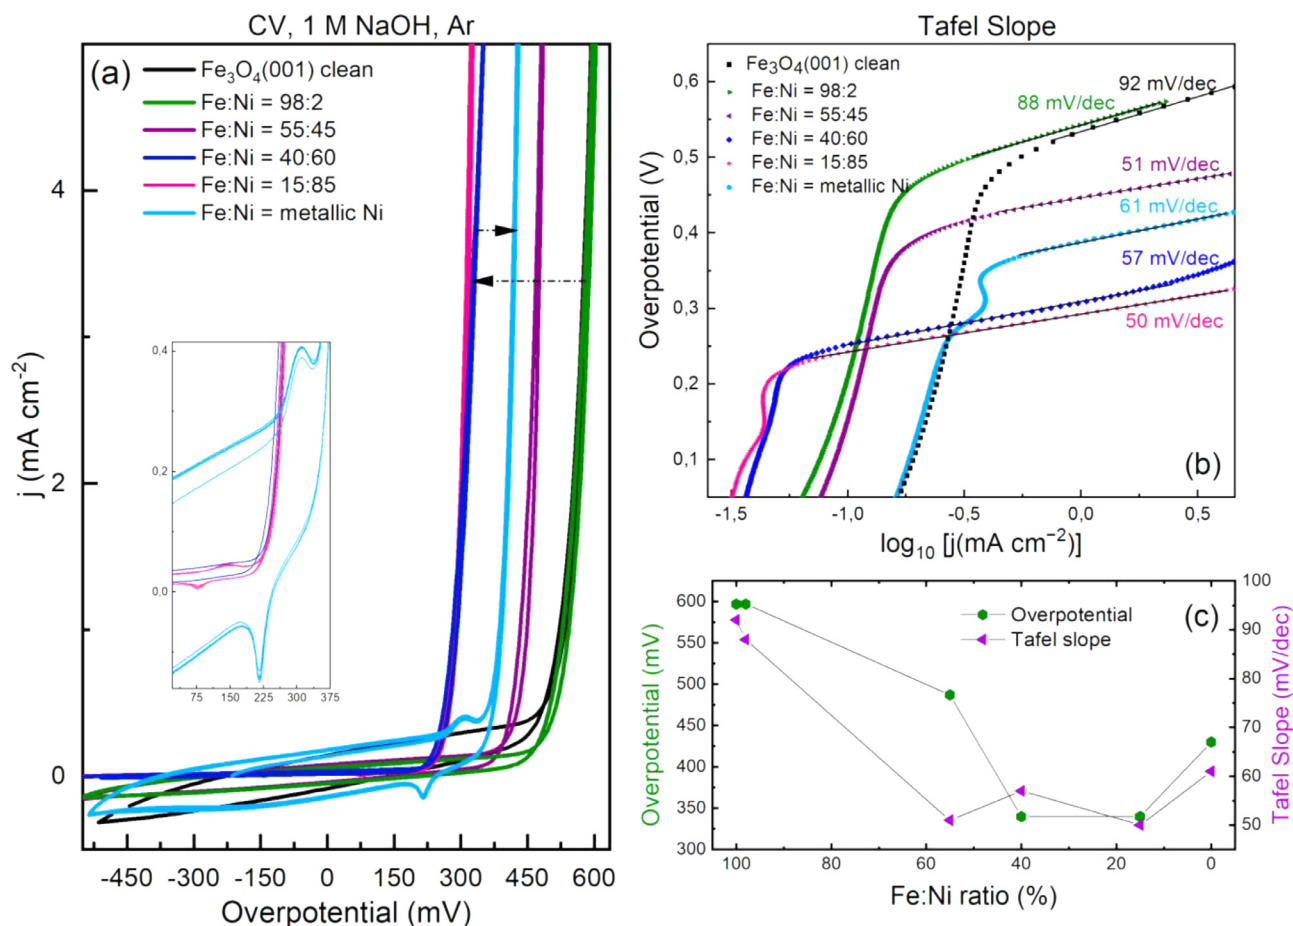 CV, 1 M NaOH, Ar
(a)
Fe₃O₄(001) clean
Fe:Ni = 98:2
Fe:Ni = 55:45
Fe:Ni = 40:60
Fe:Ni = 15:85
Fe:Ni = metallic Ni
j (mA cm⁻²)
4
2
0
0,4
0,2
0,0
75 150 225 300 375
-450 -300 -150 0 150 300 450 600
Overpotential (mV)
Tafel Slope
Fe₃O₄(001) clean
Fe:Ni = 98:2
Fe:Ni = 55:45
Fe:Ni = 40:60
Fe:Ni = 15:85
Fe:Ni = metallic Ni
88 mV/dec
92 mV/dec
51 mV/dec
61 mV/dec
57 mV/dec
50 mV/dec
(b)
Overpotential (V)
0,6
0,5
0,4
0,3
0,2
0,1
-1,5 -1,0 -0,5 0,0 0,5
log₁₀ [j(mA cm⁻²)]
(c)
Overpotential
Tafel slope
Overpotential (mV)
600
550
500
450
400
350
300
Tafel Slope (mV/dec)
100
90
80
70
60
50
100 80 60 40 20 0
Fe:Ni ratio (%)